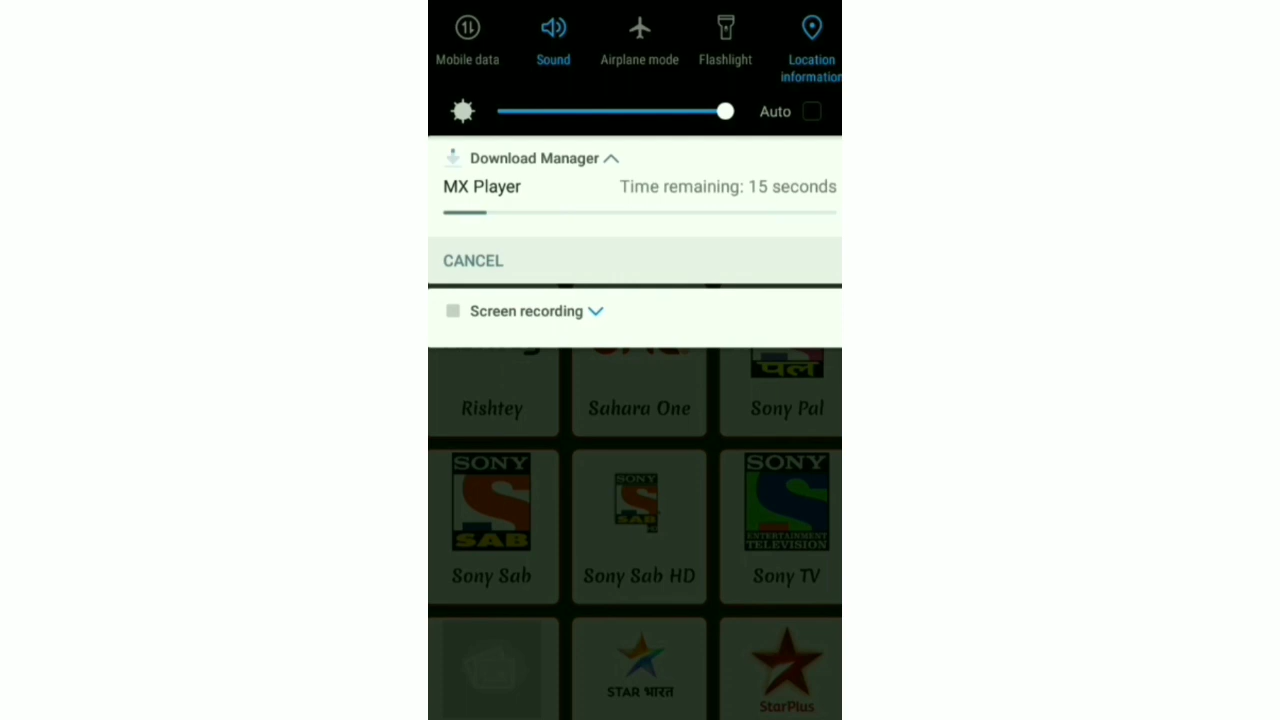 Mobile data
Sound
Airplane mode
Flashlight
Location
information
Auto
Download Manager
MX Player
Time remaining: 15 seconds
CANCEL
Screen recording
पल
Rishtey
Sahara One
Sony Pal
SONY
SAB
SONY
SAB
SONY
ENTERTAINMENT
TELEVISION
Sony Sab
Sony Sab HD
Sony TV
STAR भारत
StarPlus